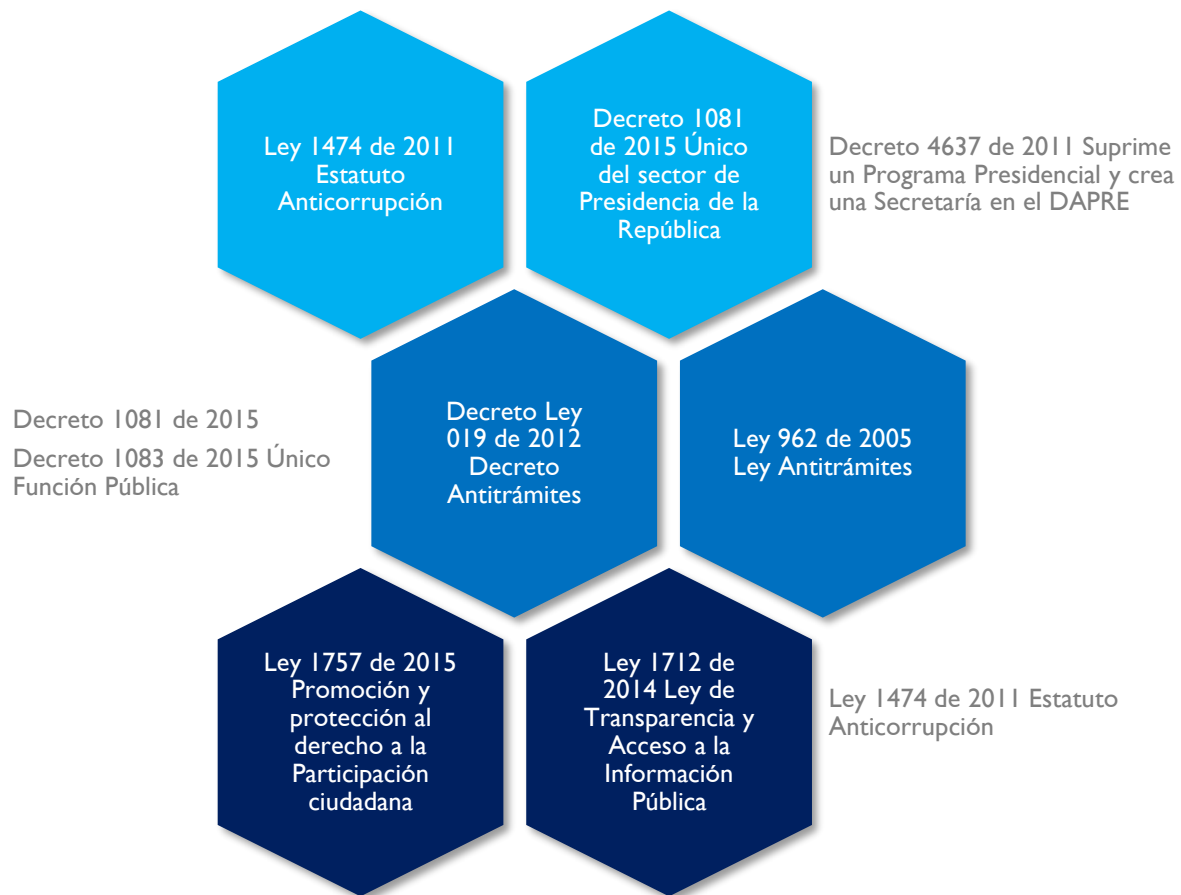 Ley 1474 de 2011
Estatuto
Anticorrupción
Decreto 1081
de 2015 Único
del sector de
Presidencia de la
República
Decreto 4637 de 2011 Suprime
un Programa Presidencial y crea
una Secretaría en el DAPRE
Decreto 1081 de 2015
Decreto 1083 de 2015 Único
Función Pública
Decreto Ley
019 de 2012
Decreto
Antitrámites
Ley 962 de 2005
Ley Antitrámites
Ley 1757 de 2015
Promoción y
protección al
derecho a la
Participación
ciudadana
Ley 1712 de
2014 Ley de
Transparencia y
Acceso a la
Información
Pública
Ley 1474 de 2011 Estatuto
Anticorrupción